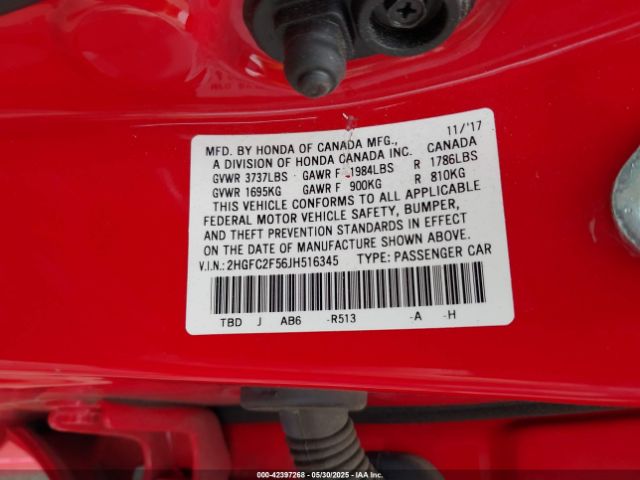 11/'17
MFD. BY HONDA OF CANADA MFG., CANADA
A DIVISION OF HONDA CANADA INC.
GVWR 3737LBS GAWR F 1984LBS R 1786LBS
GVWR 1695KG GAWR F 900KG R 810KG
THIS VEHICLE CONFORMS TO ALL APPLICABLE
FEDERAL MOTOR VEHICLE SAFETY, BUMPER,
AND THEFT PREVENTION STANDARDS IN EFFECT
ON THE DATE OF MANUFACTURE SHOWN ABOVE.
V.I.N.:2HGFC2F56JH516345 TYPE: PASSENGER CAR
TBD J AB6 -R513 -A -H
000-42397268 - 05/30/2025 - IAAI.COM